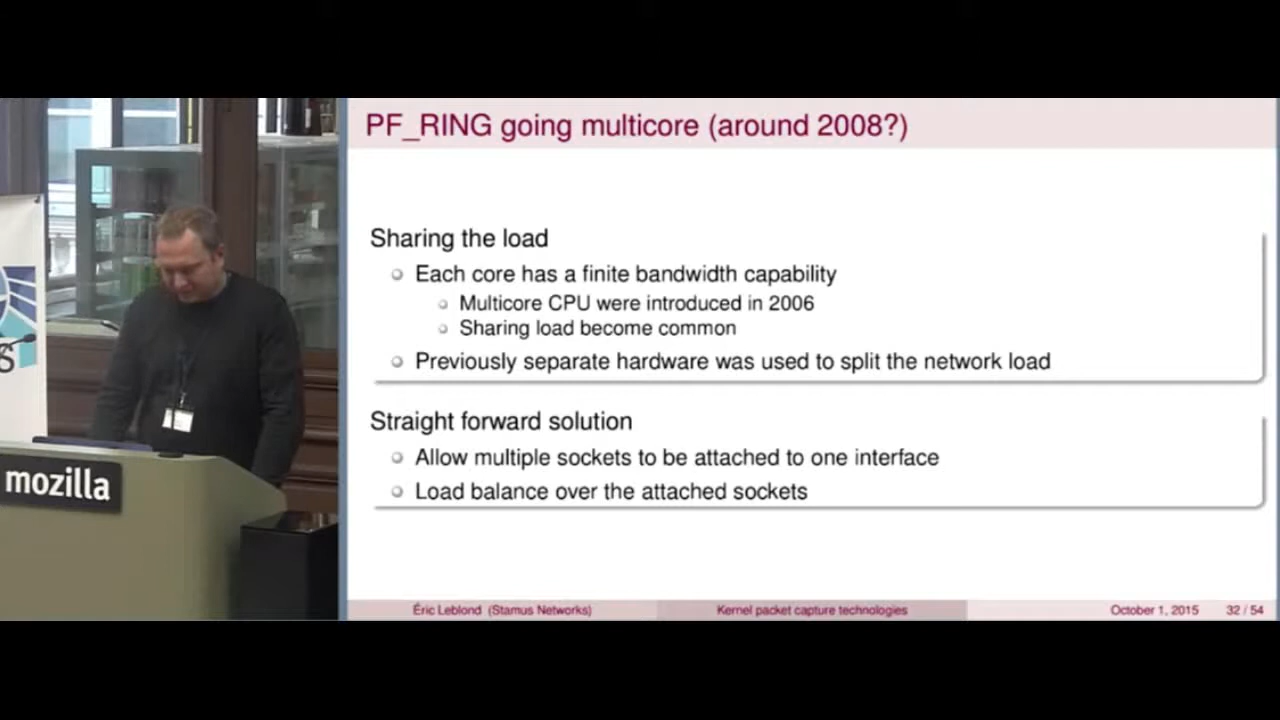 PF_RING going multicore (around 2008?)
Sharing the load
Each core has a finite bandwidth capability
Multicore CPU were introduced in 2006
Sharing load become common
Previously separate hardware was used to split the network load
Straight forward solution
Allow multiple sockets to be attached to one interface
Load balance over the attached sockets
Éric Leblond (Stamus Networks)
Kernel packet capture technologies
October 1, 2015
32 / 54
mozilla